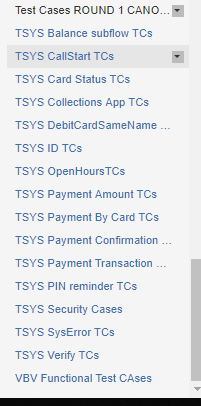 Test Cases ROUND 1 CANO...
TSYS Balance subflow TCs
TSYS CallStart TCs
TSYS Card Status TCs
TSYS Collections App TCs
TSYS DebitCardSameName ...
TSYS ID TCs
TSYS OpenHoursTCs
TSYS Payment Amount TCs
TSYS Payment By Card TCs
TSYS Payment Confirmation ...
TSYS Payment Transaction ...
TSYS PIN reminder TCs
TSYS Security Cases
TSYS SysError TCs
TSYS Verify TCs
VBV Functional Test CAses